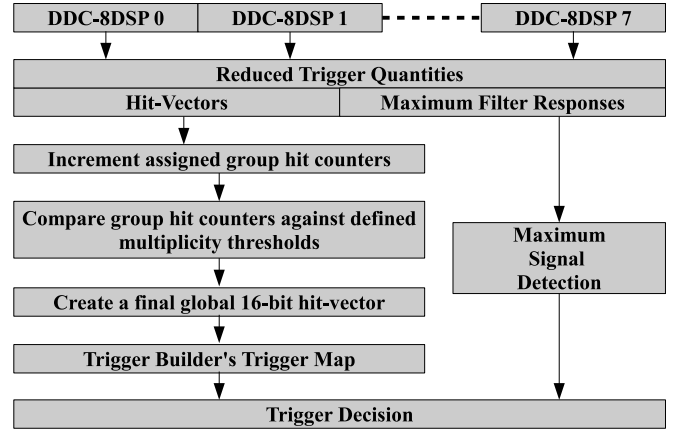 DDC-8DSP 0 DDC-8DSP 1 DDC-8DSP 7
Reduced Trigger Quantities
Hit-Vectors Maximum Filter Responses
Increment assigned group hit counters
Compare group hit counters against defined
multiplicity thresholds
Maximum
Signal
Detection
Create a final global 16-bit hit-vector
Trigger Builder's Trigger Map
Trigger Decision